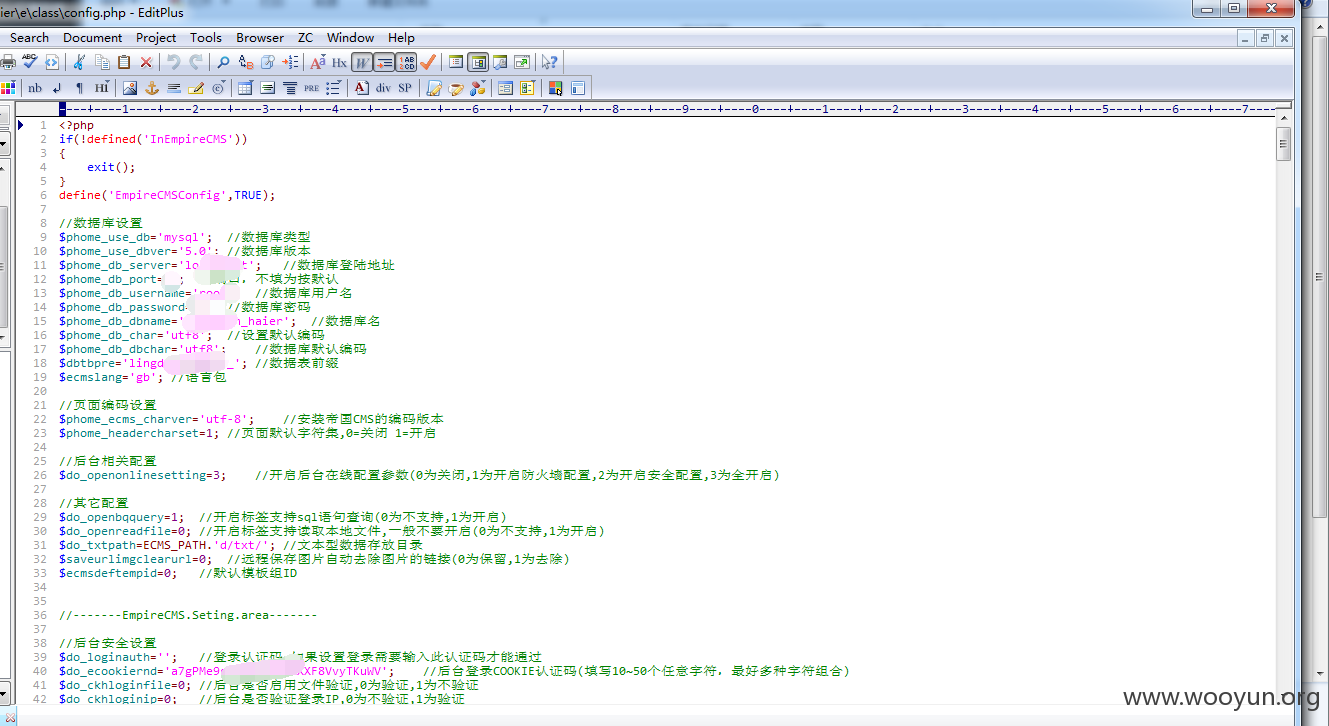 ier\e\class\config.php - EditPlus
Search Document Project Tools Browser ZC Window Help
nb HI PRE div SP
1 2 3 4 5 6 7 8 9 0 1 2 3 4 5 6 7
1 <?php
2 if(!defined('InEmpireCMS'))
3 {
4 exit();
5 }
6 define('EmpireCMSConfig',TRUE);
7
8 //数据库设置
9 $phome_use_db='mysql'; //数据库类型
10 $phome_use_dbver='5.0'; //数据库版本
11 $phome_db_server='lo t'; //数据库登陆地址
12 $phome_db_port= ; 口，不填为按默认
13 $phome_db_username='roo //数据库用户名
14 $phome_db_password= //数据库密码
15 $phome_db_dbname=' n_haier'; //数据库名
16 $phome_db_char='utf8'; //设置默认编码
17 $phome_db_dbchar='utf8'; //数据库默认编码
18 $dbtbpre='lingd _'; //数据表前缀
19 $ecmslang='gb'; //语言包
20
21 //页面编码设置
22 $phome_ecms_charver='utf-8'; //安装帝国CMS的编码版本
23 $phome_headercharset=1; //页面默认字符集,0=关闭 1=开启
24
25 //后台相关配置
26 $do_openonlinesetting=3; //开启后台在线配置参数(0为关闭,1为开启防火墙配置,2为开启安全配置,3为全开启)
27
28 //其它配置
29 $do_openbqquery=1; //开启标签支持sql语句查询(0为不支持,1为开启)
30 $do_openreadfile=0; //开启标签支持读取本地文件,一般不要开启(0为不支持,1为开启)
31 $do_txtpath=ECMS_PATH.'d/txt/'; //文本型数据存放目录
32 $saveurlimgclearurl=0; //远程保存图片自动去除图片的链接(0为保留,1为去除)
33 $ecmsdeftempid=0; //默认模板组ID
34
35
36 //-------EmpireCMS.Seting.area-------
37
38 //后台安全设置
39 $do_loginauth=''; //登录认证码,如果设置登录需要输入此认证码才能通过
40 $do_ecookiernd='a7gPMe9 XF8VvyTKuWV'; //后台登录COOKIE认证码(填写10~50个任意字符，最好多种字符组合)
41 $do_ckhloginfile=0; //后台是否启用文件验证,0为验证,1为不验证
42 $do_ckhloginip=0; //后台是否验证登录IP,0为不验证,1为验证
www.wooyun.org